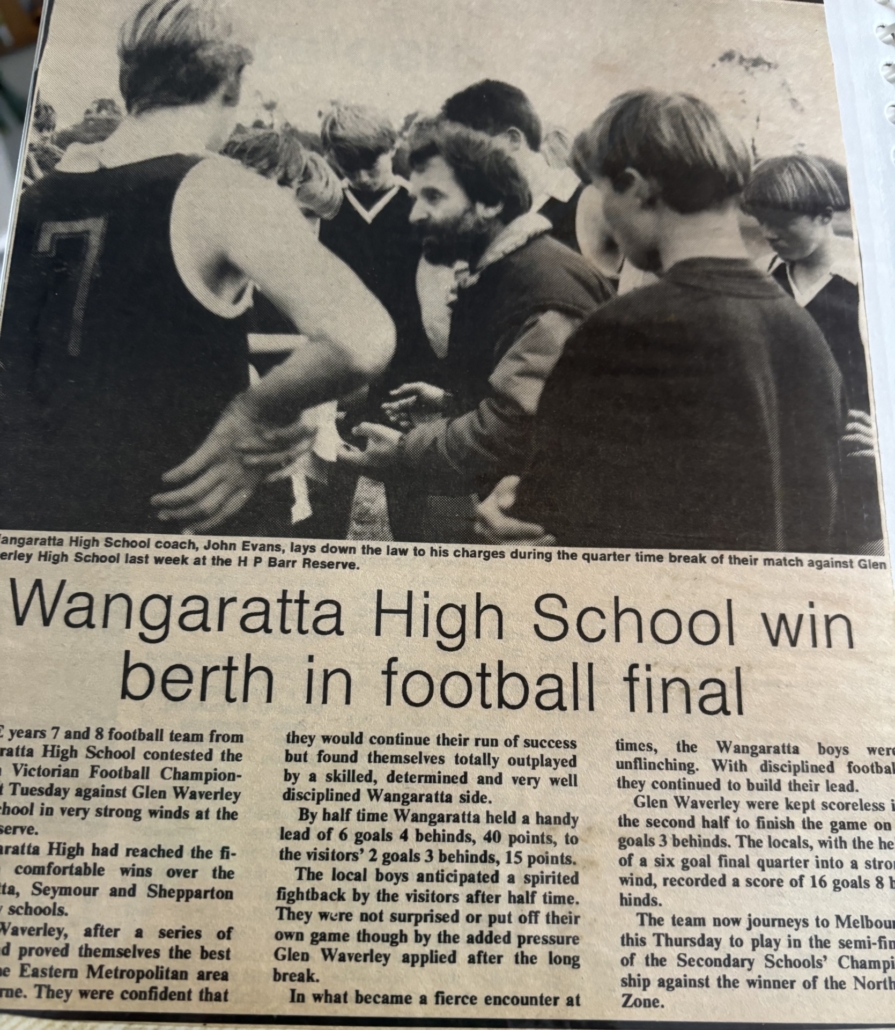 7
angaratta High School coach, John Evans, lays down the law to his charges during the quarter time break of their match against Glen
erley High School last week at the H P Barr Reserve.
Wangaratta High School win
berth in football final
E years 7 and 8 football team from
ratta High School contested the
Victorian Football Champion-
t Tuesday against Glen Waverley
chool in very strong winds at the
serve.
aratta High had reached the fi-
comfortable wins over the
tta, Seymour and Shepparton
schools.
Waverley, after a series of
d proved themselves the best
e Eastern Metropolitan area
rne. They were confident that
they would continue their run of success
but found themselves totally outplayed
by a skilled, determined and very well
disciplined Wangaratta side.
By half time Wangaratta held a handy
lead of 6 goals 4 behinds, 40 points, to
the visitors' 2 goals 3 behinds, 15 points.
The local boys anticipated a spirited
fightback by the visitors after half time.
They were not surprised or put off their
own game though by the added pressure
Glen Waverley applied after the long
break.
In what became a fierce encounter at
times, the Wangaratta boys were
unflinching. With disciplined footbal
they continued to build their lead.
Glen Waverley were kept scoreless i
the second half to finish the game on
goals 3 behinds. The locals, with the he
of a six goal final quarter into a stro
wind, recorded a score of 16 goals 8 b
hinds.
The team now journeys to Melbou
this Thursday to play in the semi-fin
of the Secondary Schools' Champi
ship against the winner of the North
Zone.